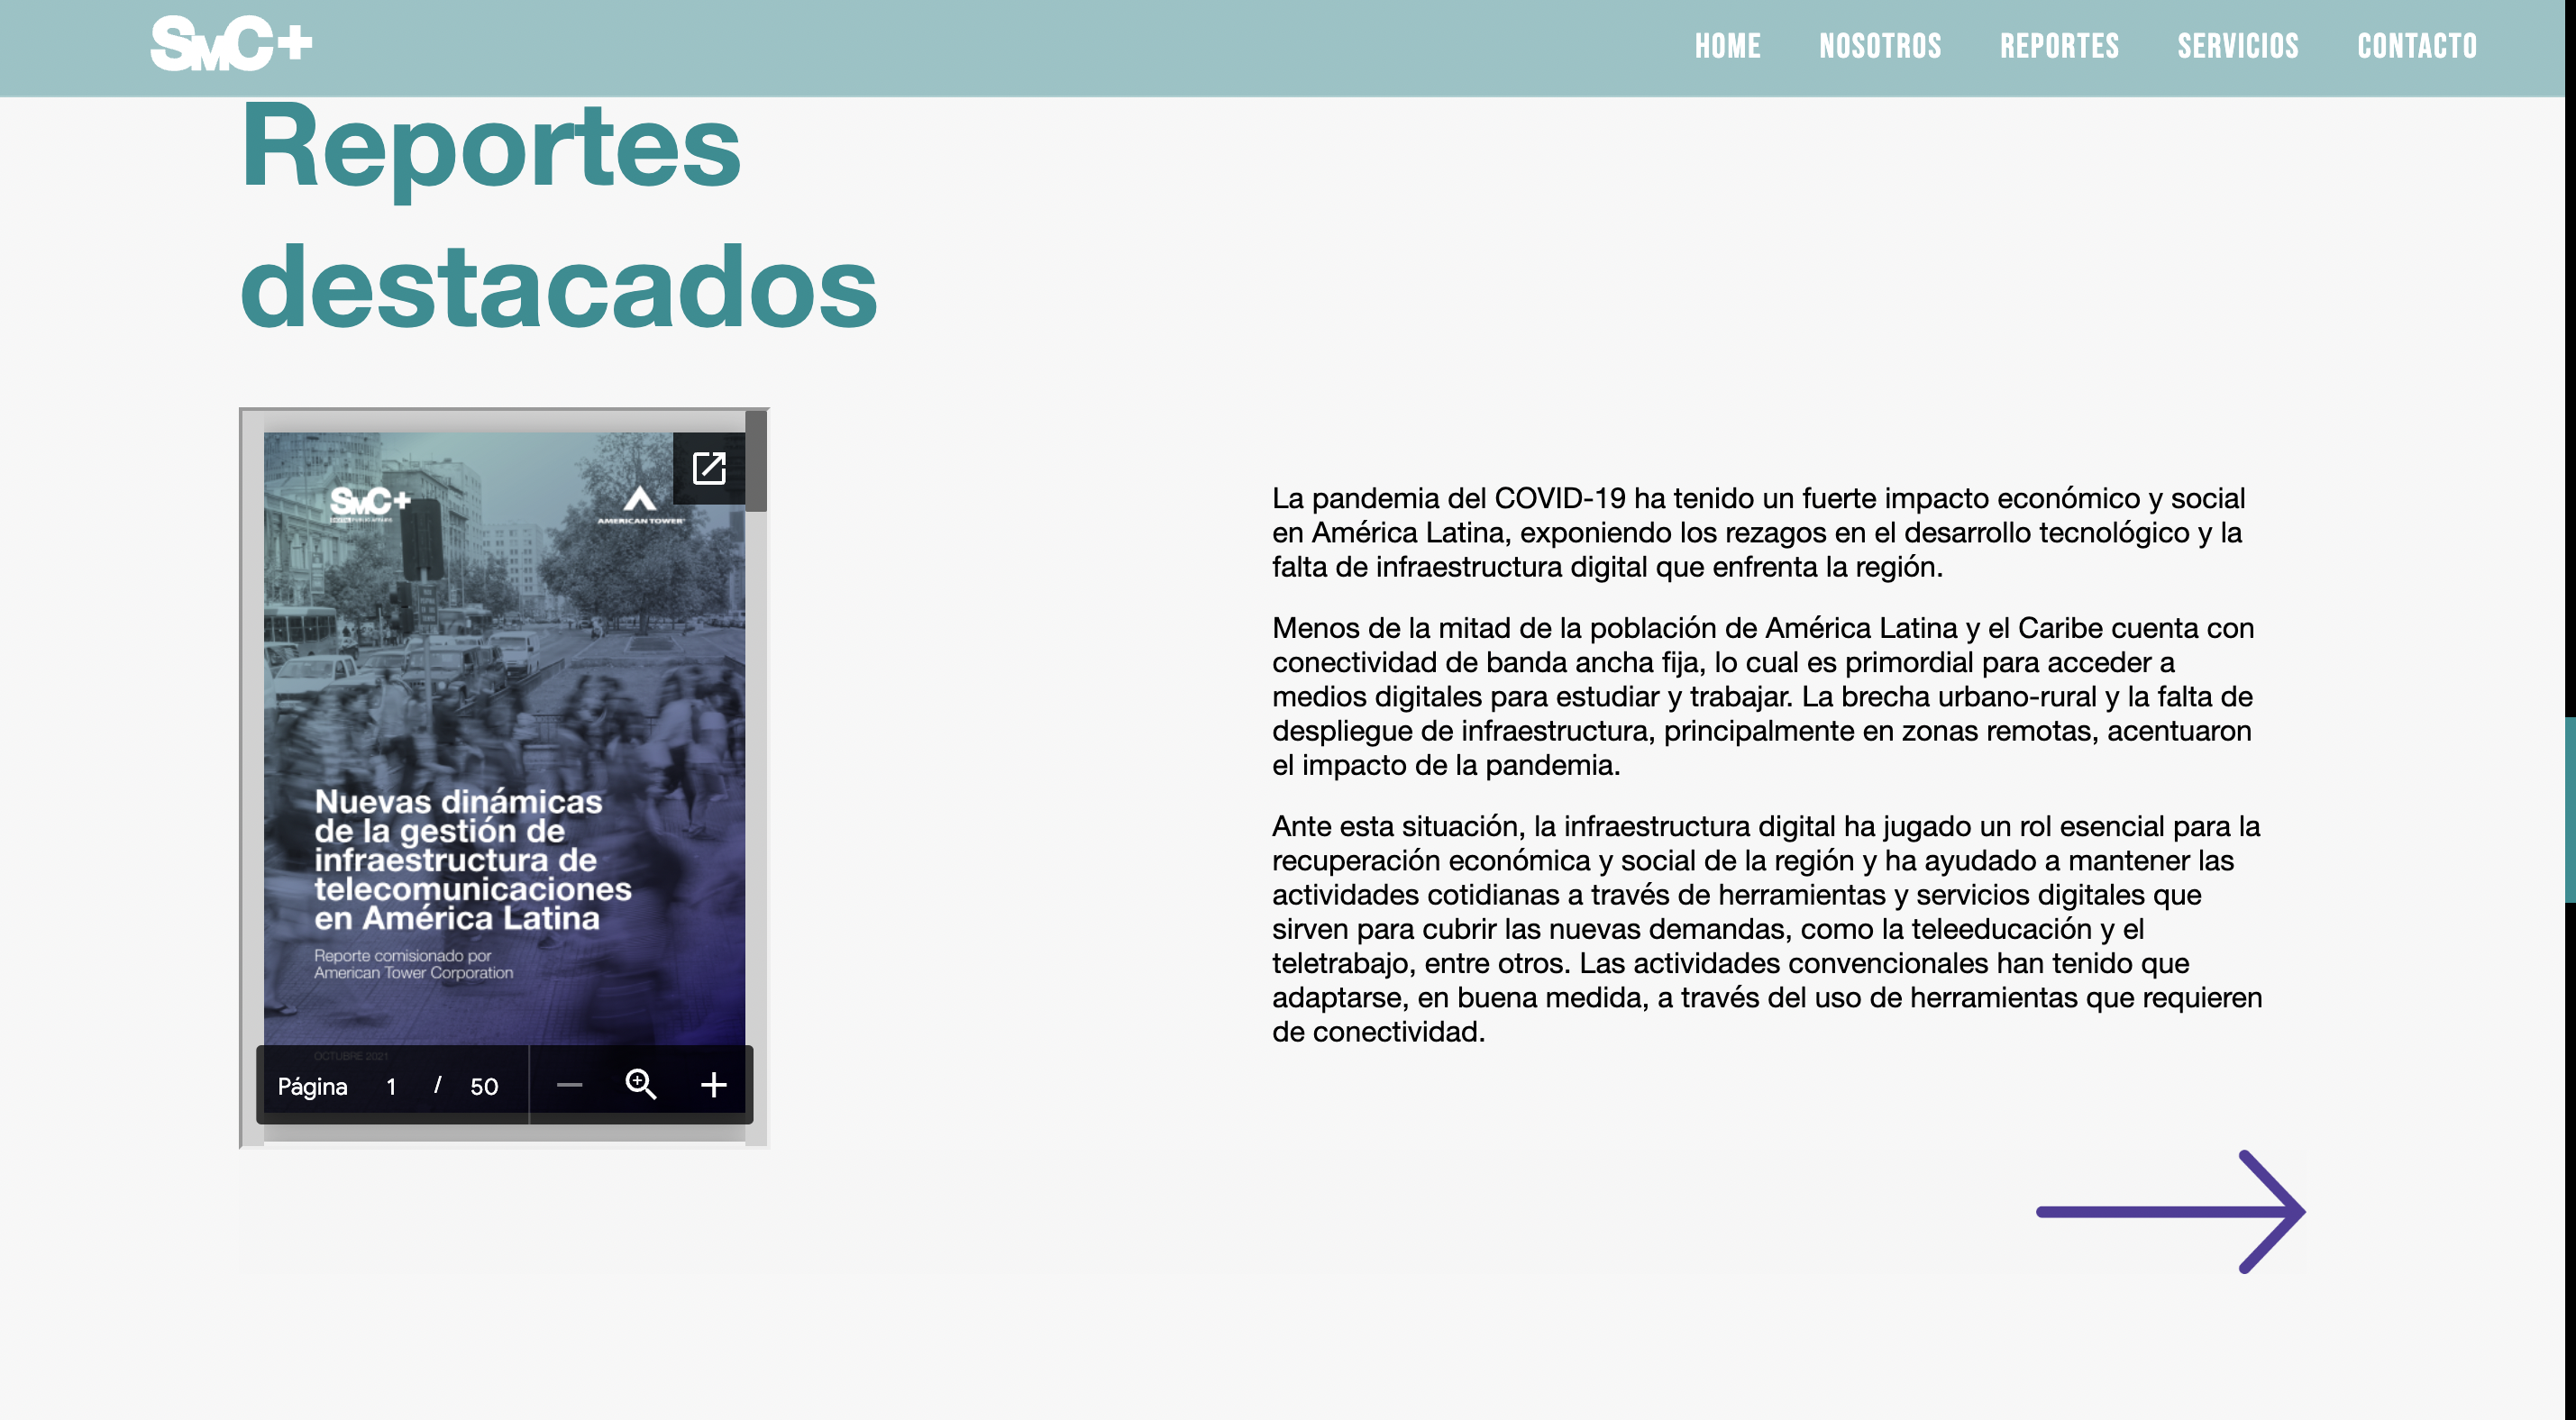 SMC+
HOME NOSOTROS REPORTES SERVICIOS CONTACTO
Reportes
destacados
SMC+
AMERICAN TOWER
Nuevas dinámicas
de la gestión de
infraestructura de
telecomunicaciones
en América Latina
Reporte comisionado por
American Tower Corporation
OCTUBRE 2021
Página 1 / 50
La pandemia del COVID-19 ha tenido un fuerte impacto económico y social
en América Latina, exponiendo los rezagos en el desarrollo tecnológico y la
falta de infraestructura digital que enfrenta la región.
Menos de la mitad de la población de América Latina y el Caribe cuenta con
conectividad de banda ancha fija, lo cual es primordial para acceder a
medios digitales para estudiar y trabajar. La brecha urbano-rural y la falta de
despliegue de infraestructura, principalmente en zonas remotas, acentuaron
el impacto de la pandemia.
Ante esta situación, la infraestructura digital ha jugado un rol esencial para la
recuperación económica y social de la región y ha ayudado a mantener las
actividades cotidianas a través de herramientas y servicios digitales que
sirven para cubrir las nuevas demandas, como la teleeducación y el
teletrabajo, entre otros. Las actividades convencionales han tenido que
adaptarse, en buena medida, a través del uso de herramientas que requieren
de conectividad.